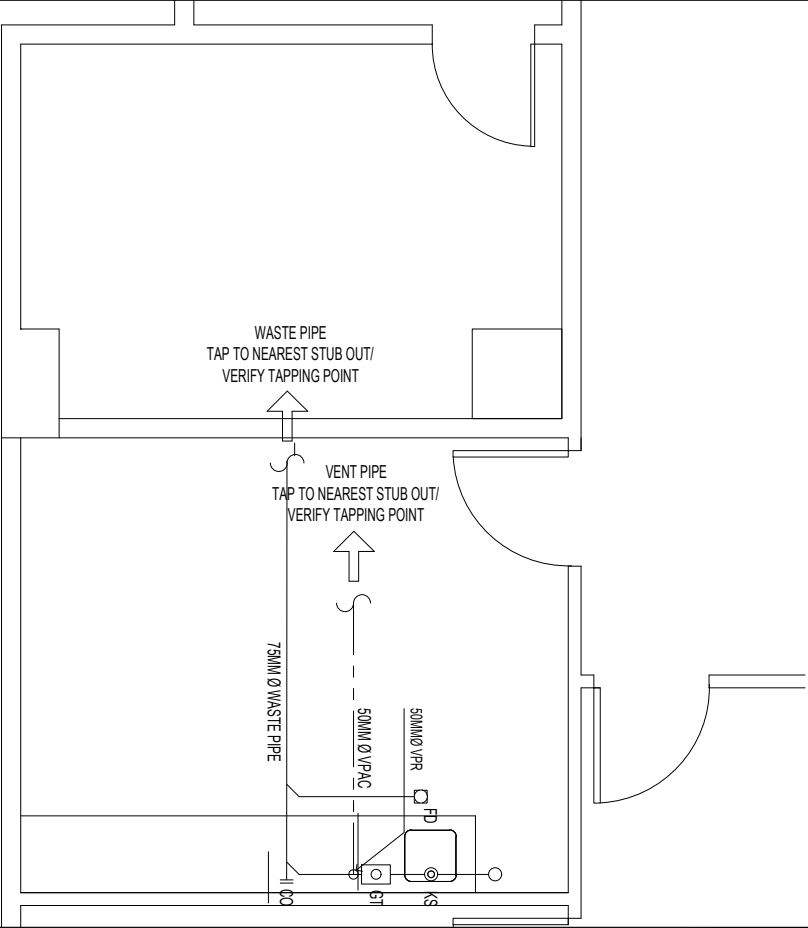 WASTE PIPE
TAP TO NEAREST STUB OUT/
VERIFY TAPPING POINT
VENT PIPE
TAP TO NEAREST STUB OUT/
VERIFY TAPPING POINT
75MM Ø WASTE PIPE
50MM Ø VPAC
50MMØ VPR
FD
CO
GT
KS